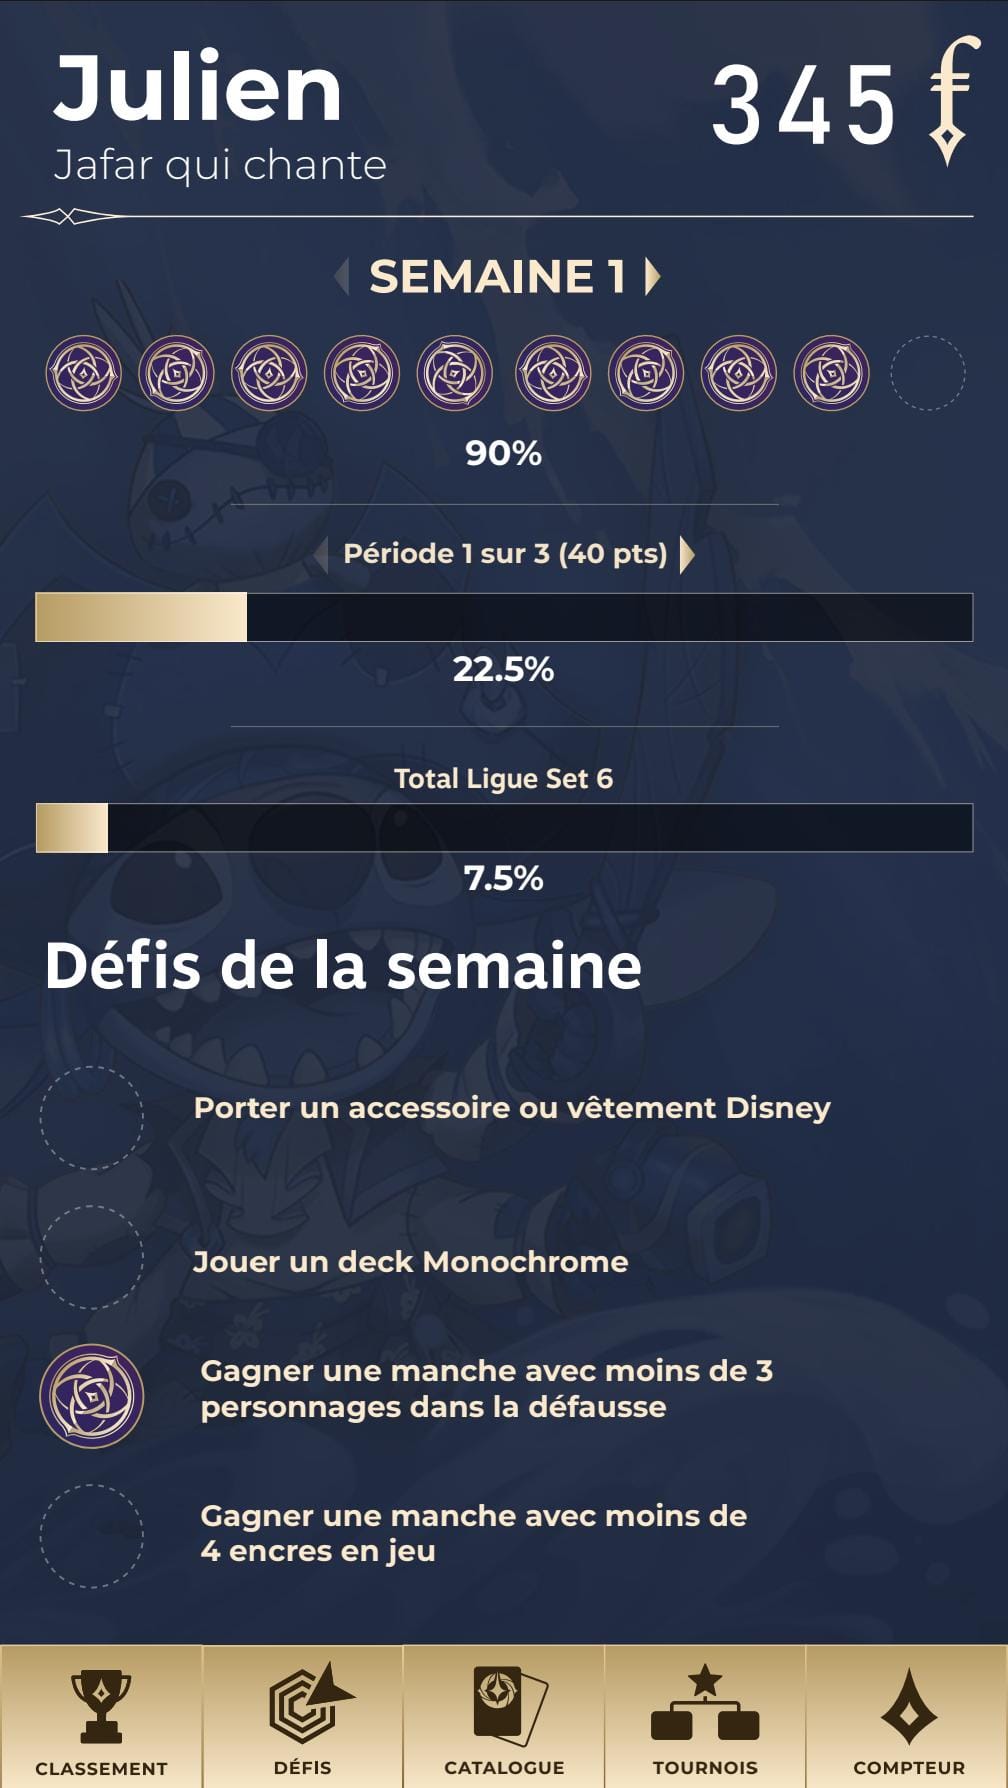 Julien
345
Jafar qui chante
SEMAINE 1
90%
Période 1 sur 3 (40 pts)
22.5%
Total Ligue Set 6
7.5%
Défis de la semaine
Porter un accessoire ou vêtement Disney
Jouer un deck Monochrome
Gagner une manche avec moins de 3
personnages dans la défausse
Gagner une manche avec moins de
4 encres en jeu
CLASSEMENT
DÉFIS
CATALOGUE
TOURNOIS
COMPTEUR